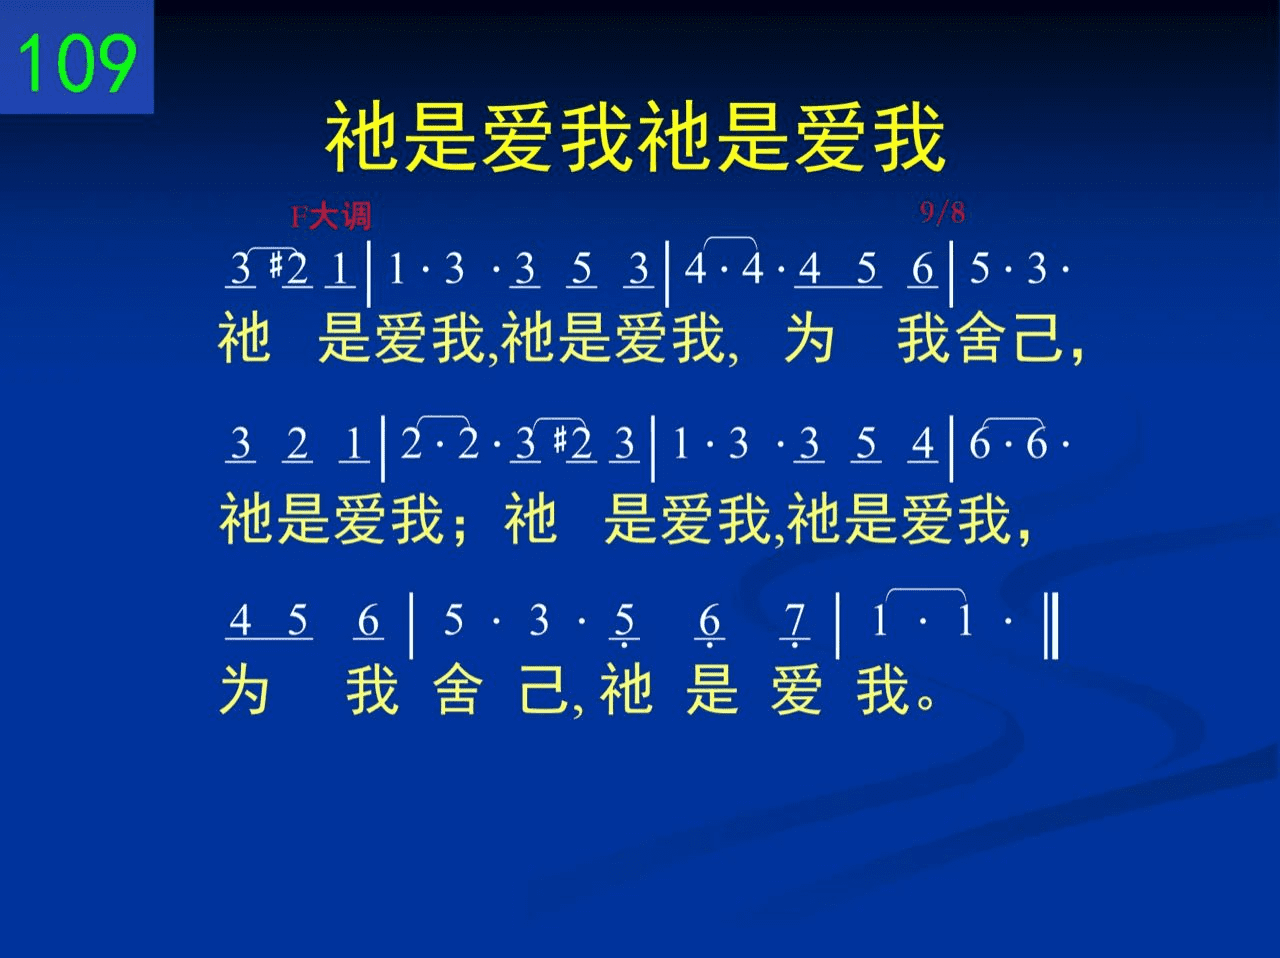 109
祂是爱我祂是爱我
F大调 9/8
3 #2 1 | 1 · 3 · 3 5 3 | 4 · 4 · 4 5 6 | 5 · 3 ·
祂 是爱我,祂是爱我, 为 我舍己，
3 2 1 | 2 · 2 · 3 #2 3 | 1 · 3 · 3 5 4 | 6 · 6 ·
祂是爱我；祂 是爱我,祂是爱我，
4 5 6 | 5 · 3 · 5̣ 6̣ 7̣ | 1 · 1 · ‖
为 我 舍 己, 祂 是 爱 我。